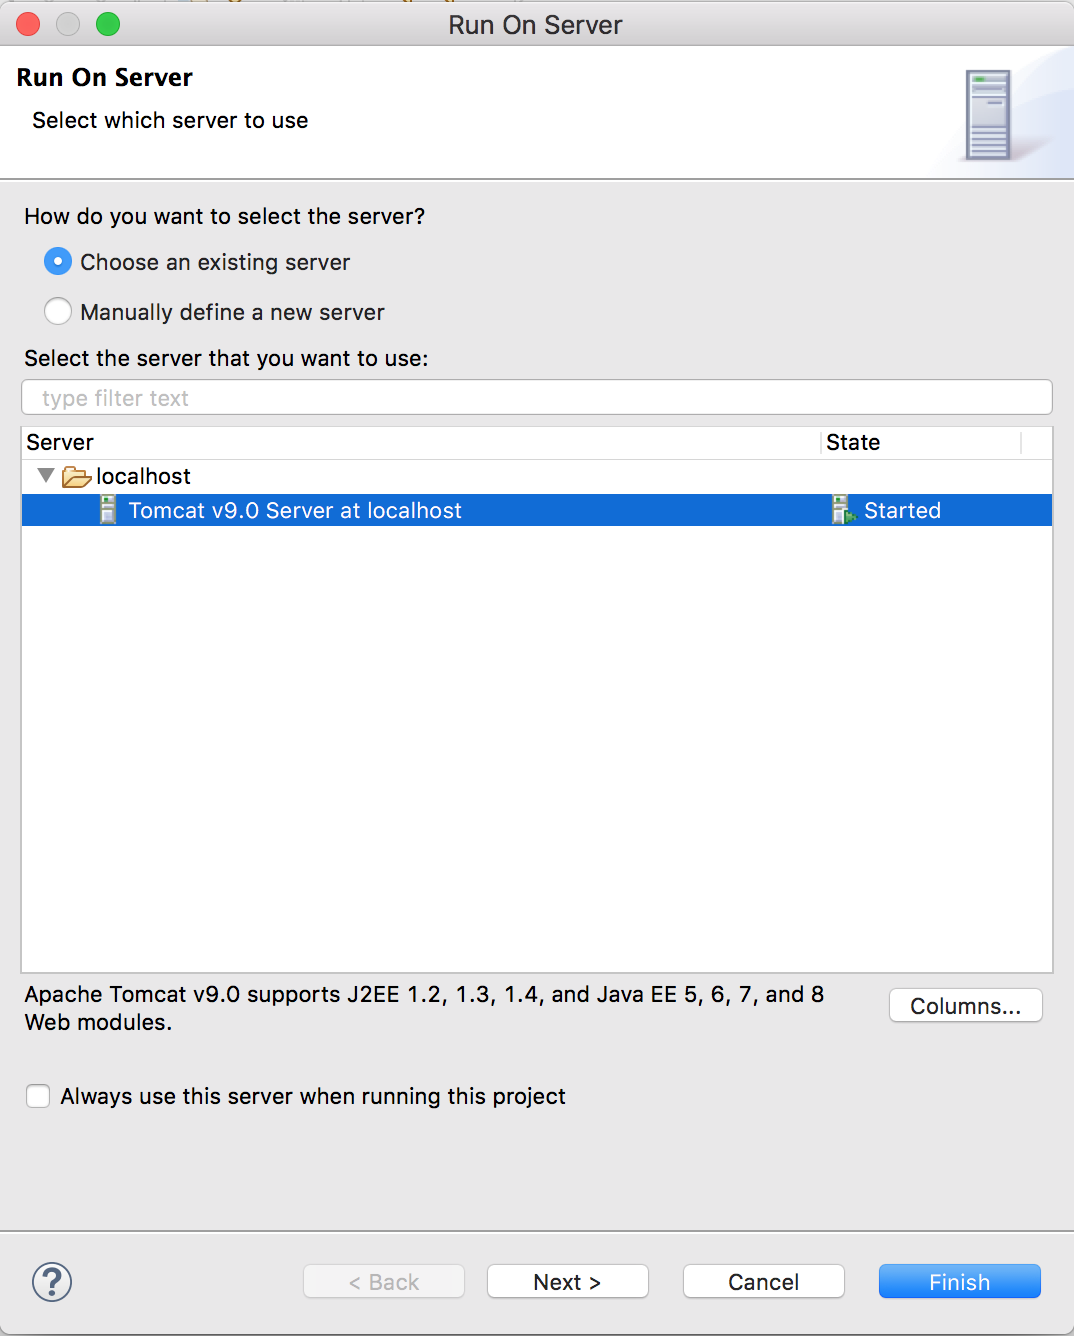 Run On Server
Run On Server
Select which server to use
How do you want to select the server?
Choose an existing server
Manually define a new server
Select the server that you want to use:
type filter text
Server State
localhost
Tomcat v9.0 Server at localhost Started
Apache Tomcat v9.0 supports J2EE 1.2, 1.3, 1.4, and Java EE 5, 6, 7, and 8
Web modules.
Columns...
Always use this server when running this project
? < Back Next > Cancel Finish